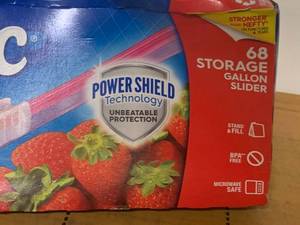 C
STRONGER
HEFTY
POWER SHIELD
Technology
UNBEATABLE
PROTECTION
68
STORAGE
GALLON
SLIDER
STAND
& FILL
BPA
FREE
MICROWAVE
SAFE